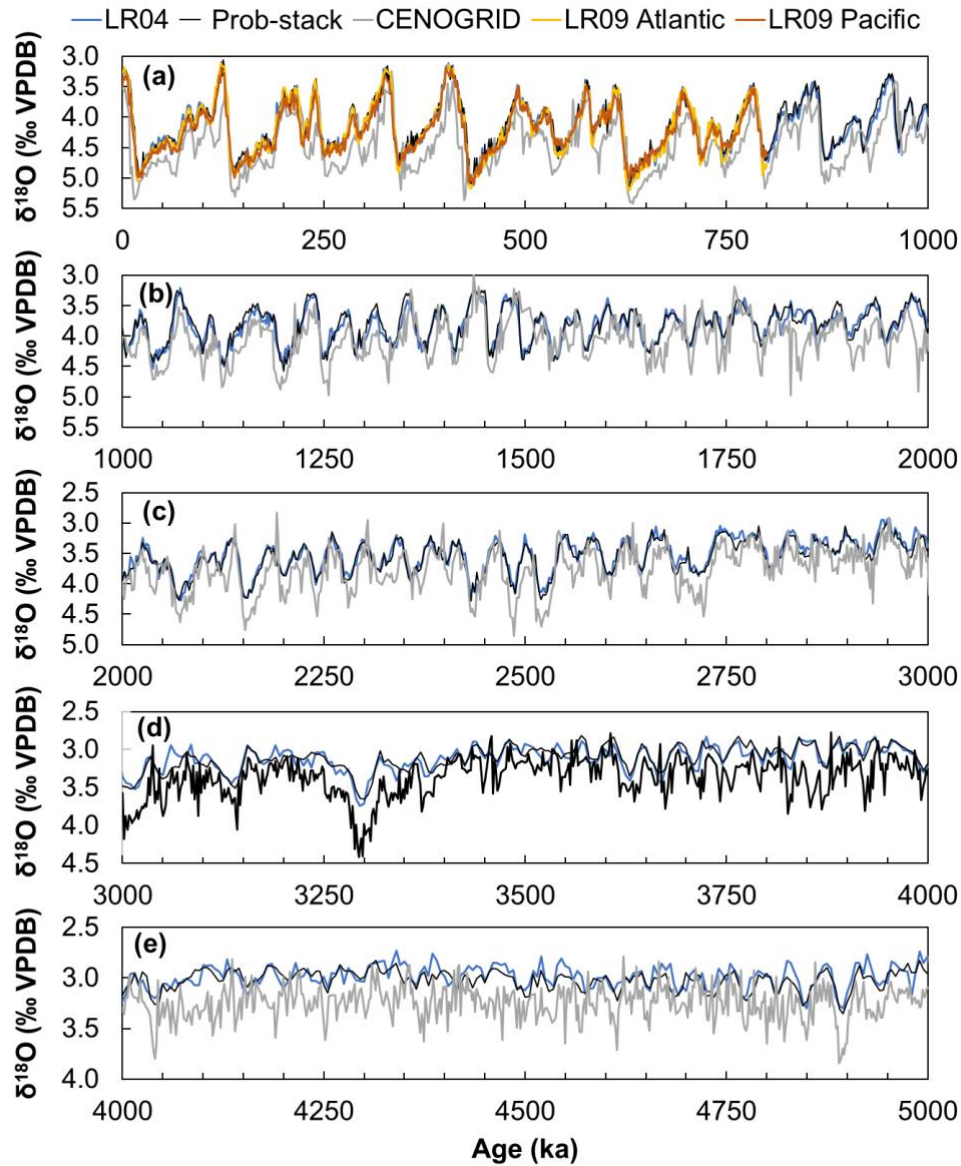 LR04 Prob-stack CENOGRID LR09 Atlantic LR09 Pacific
δ¹⁸O (‰ VPDB)
3.0
3.5
4.0
4.5
5.0
5.5
(a)
0 250 500 750 1000
δ¹⁸O (‰ VPDB)
3.0
3.5
4.0
4.5
5.0
5.5
(b)
1000 1250 1500 1750 2000
δ¹⁸O (‰ VPDB)
2.5
3.0
3.5
4.0
4.5
5.0
(c)
2000 2250 2500 2750 3000
δ¹⁸O (‰ VPDB)
2.5
3.0
3.5
4.0
4.5
(d)
3000 3250 3500 3750 4000
δ¹⁸O (‰ VPDB)
2.5
3.0
3.5
4.0
(e)
4000 4250 4500 4750 5000
Age (ka)